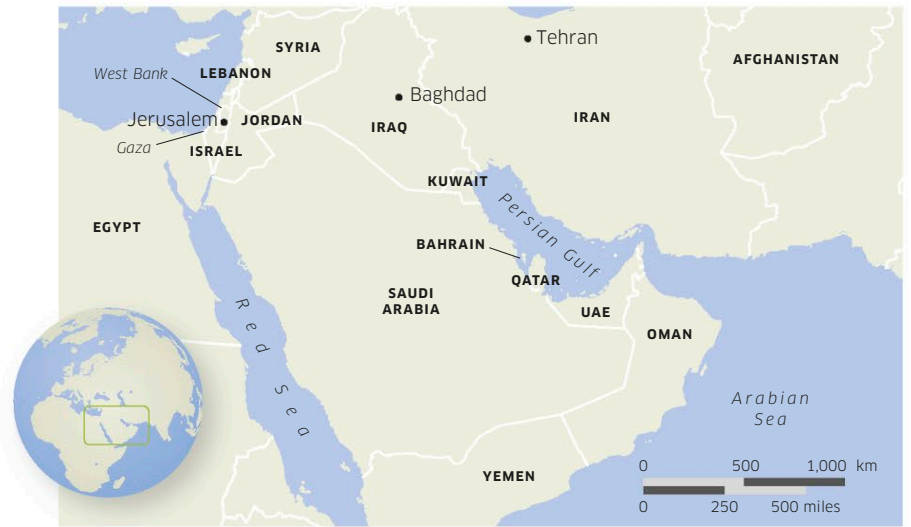 Tehran
SYRIA
AFGHANISTAN
West Bank
LEBANON
Baghdad
Jerusalem
JORDAN
IRAQ
IRAN
Gaza
ISRAEL
KUWAIT
Persian Gulf
EGYPT
BAHRAIN
QATAR
SAUDI
ARABIA
UAE
Red Sea
OMAN
Arabian
Sea
YEMEN
0 500 1,000 km
0 250 500 miles